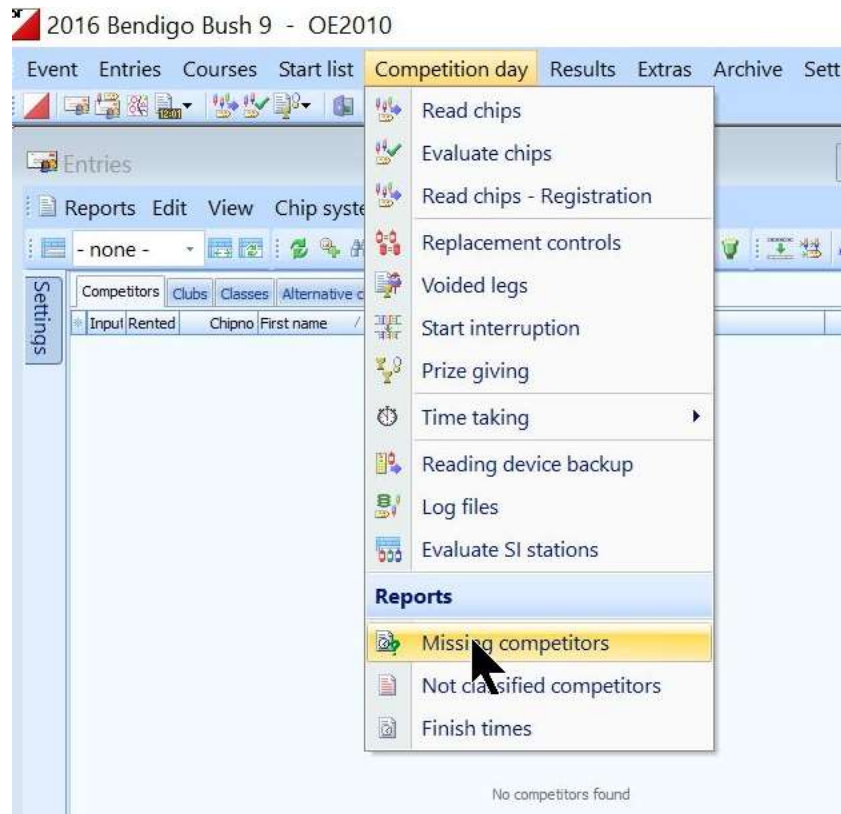 2016 Bendigo Bush 9 - OE2010
Event Entries Courses Start list Competition day Results Extras Archive Sett
Read chips
Entries
Evaluate chips
Reports Edit View Chip syste
Read chips - Registration
- none -
Replacement controls
Settings
Competitors Clubs Classes Alternative c
Voided legs
Input Rented Chipno First name /
Start interruption
Prize giving
Time taking
Reading device backup
Log files
Evaluate SI stations
Reports
Missing competitors
Not classified competitors
Finish times
No competitors found